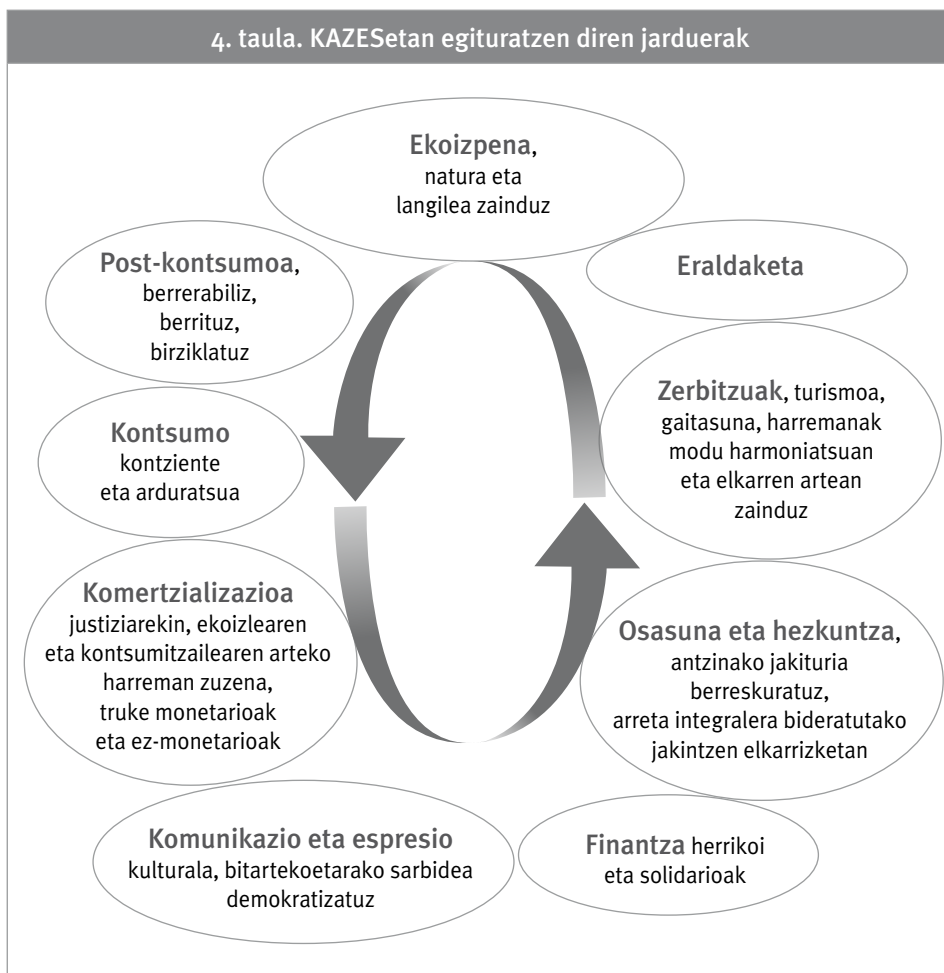 4. taula. KAZESetan egituratzen diren jarduerak
Ekoizpena,
natura eta
langilea zainduz
Eraldaketa
Zerbitzuak, turismoa,
gaitasuna, harremanak
modu harmoniatsuan
eta elkarren artean
zainduz
Osasuna eta hezkuntza,
antzinako jakituria
berreskuratuz,
arreta integralera bideratutako
jakintzen elkarrizketan
Finantza herrikoi
eta solidarioak
Komunikazio eta espresio
kulturala, bitartekoetarako sarbidea
demokratizatuz
Komertzializazioa
justiziarekin, ekoizlearen
eta kontsumitzailearen arteko
harreman zuzena,
truke monetarioak
eta ez-monetarioak
Kontsumo
kontziente
eta arduratsua
Post-kontsumoa,
berrerabiliz,
berrituz,
birziklatuz